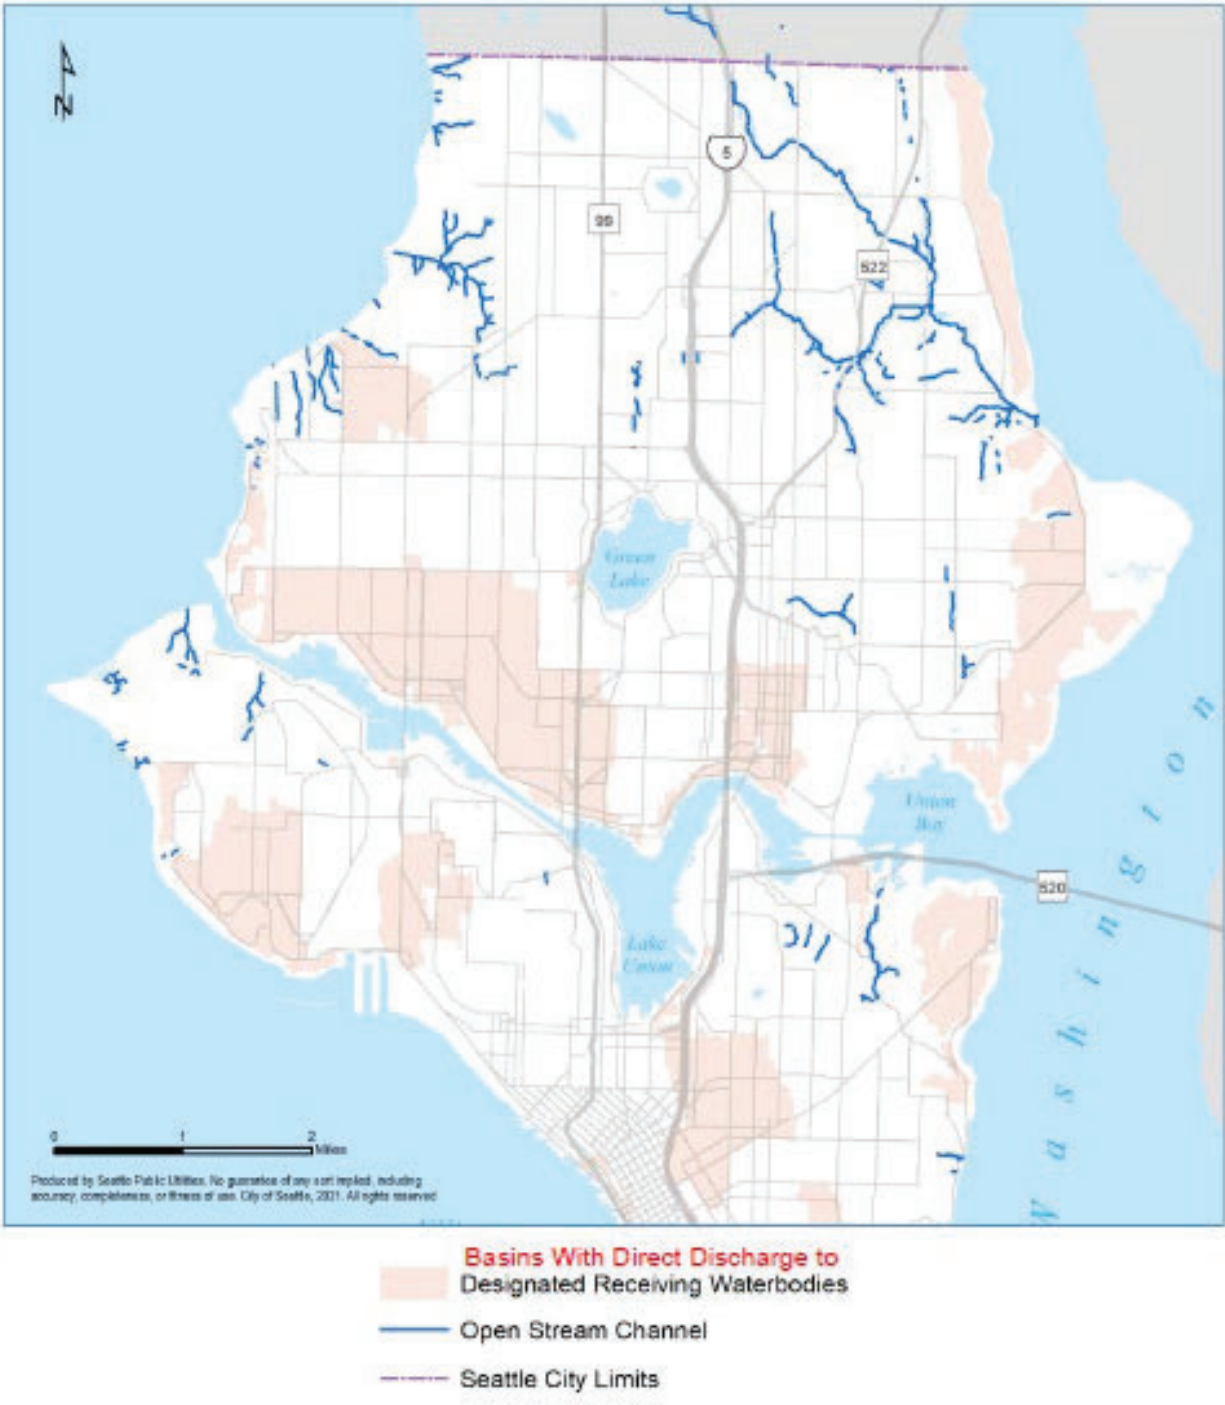 N
5
99
522
Green
Lake
Union
Bay
520
Lake
Union
Washington
0 1 2
Miles
Produced by Seattle Public Utilities. No guarantee of any sort implied, including
accuracy, completeness, or fitness of use. City of Seattle, 2021. All rights reserved
Basins With Direct Discharge to
Designated Receiving Waterbodies
Open Stream Channel
Seattle City Limits